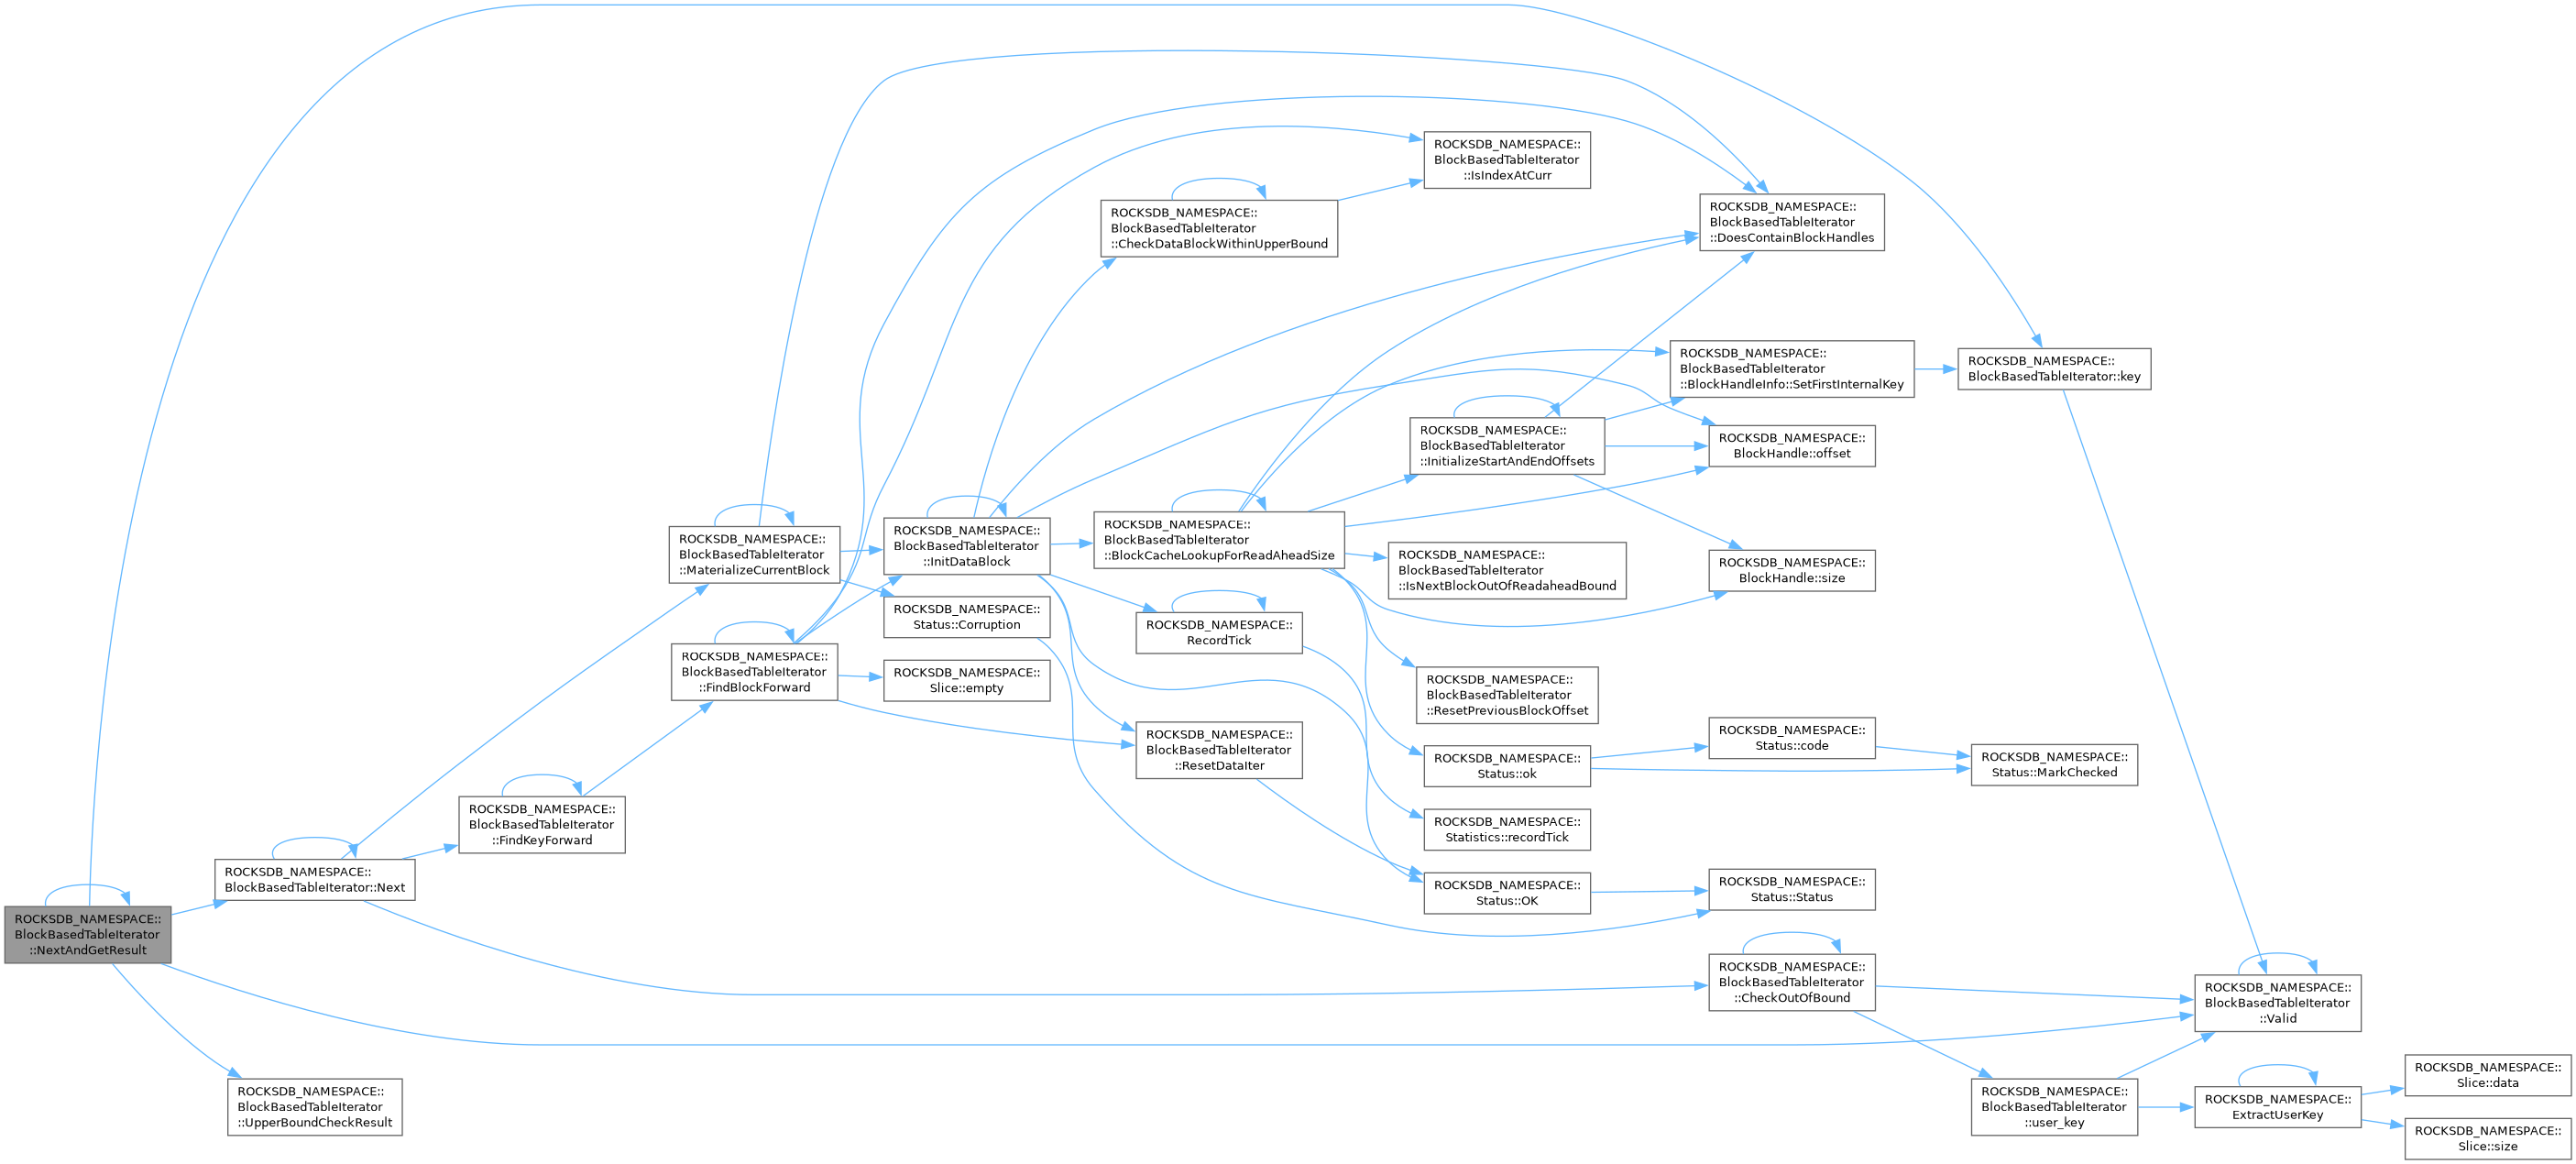 ROCKSDB_NAMESPACE::
BlockBasedTableIterator
::NextAndGetResult
ROCKSDB_NAMESPACE::
BlockBasedTableIterator::Next
ROCKSDB_NAMESPACE::
BlockBasedTableIterator
::UpperBoundCheckResult
ROCKSDB_NAMESPACE::
BlockBasedTableIterator
::FindKeyForward
ROCKSDB_NAMESPACE::
BlockBasedTableIterator
::MaterializeCurrentBlock
ROCKSDB_NAMESPACE::
BlockBasedTableIterator
::FindBlockForward
ROCKSDB_NAMESPACE::
BlockBasedTableIterator
::InitDataBlock
ROCKSDB_NAMESPACE::
Status::Corruption
ROCKSDB_NAMESPACE::
Slice::empty
ROCKSDB_NAMESPACE::
BlockBasedTableIterator
::CheckDataBlockWithinUpperBound
ROCKSDB_NAMESPACE::
BlockBasedTableIterator
::BlockCacheLookupForReadAheadSize
ROCKSDB_NAMESPACE::
RecordTick
ROCKSDB_NAMESPACE::
BlockBasedTableIterator
::ResetDataIter
ROCKSDB_NAMESPACE::
BlockBasedTableIterator
::IsIndexAtCurr
ROCKSDB_NAMESPACE::
BlockBasedTableIterator
::InitializeStartAndEndOffsets
ROCKSDB_NAMESPACE::
BlockBasedTableIterator
::IsNextBlockOutOfReadaheadBound
ROCKSDB_NAMESPACE::
BlockBasedTableIterator
::ResetPreviousBlockOffset
ROCKSDB_NAMESPACE::
Status::ok
ROCKSDB_NAMESPACE::
Statistics::recordTick
ROCKSDB_NAMESPACE::
Status::OK
ROCKSDB_NAMESPACE::
BlockBasedTableIterator
::DoesContainBlockHandles
ROCKSDB_NAMESPACE::
BlockBasedTableIterator
::BlockHandleInfo::SetFirstInternalKey
ROCKSDB_NAMESPACE::
BlockHandle::offset
ROCKSDB_NAMESPACE::
BlockHandle::size
ROCKSDB_NAMESPACE::
Status::code
ROCKSDB_NAMESPACE::
Status::Status
ROCKSDB_NAMESPACE::
BlockBasedTableIterator
::CheckOutOfBound
ROCKSDB_NAMESPACE::
BlockBasedTableIterator::key
ROCKSDB_NAMESPACE::
Status::MarkChecked
ROCKSDB_NAMESPACE::
BlockBasedTableIterator
::user_key
ROCKSDB_NAMESPACE::
BlockBasedTableIterator
::Valid
ROCKSDB_NAMESPACE::
ExtractUserKey
ROCKSDB_NAMESPACE::
Slice::data
ROCKSDB_NAMESPACE::
Slice::size